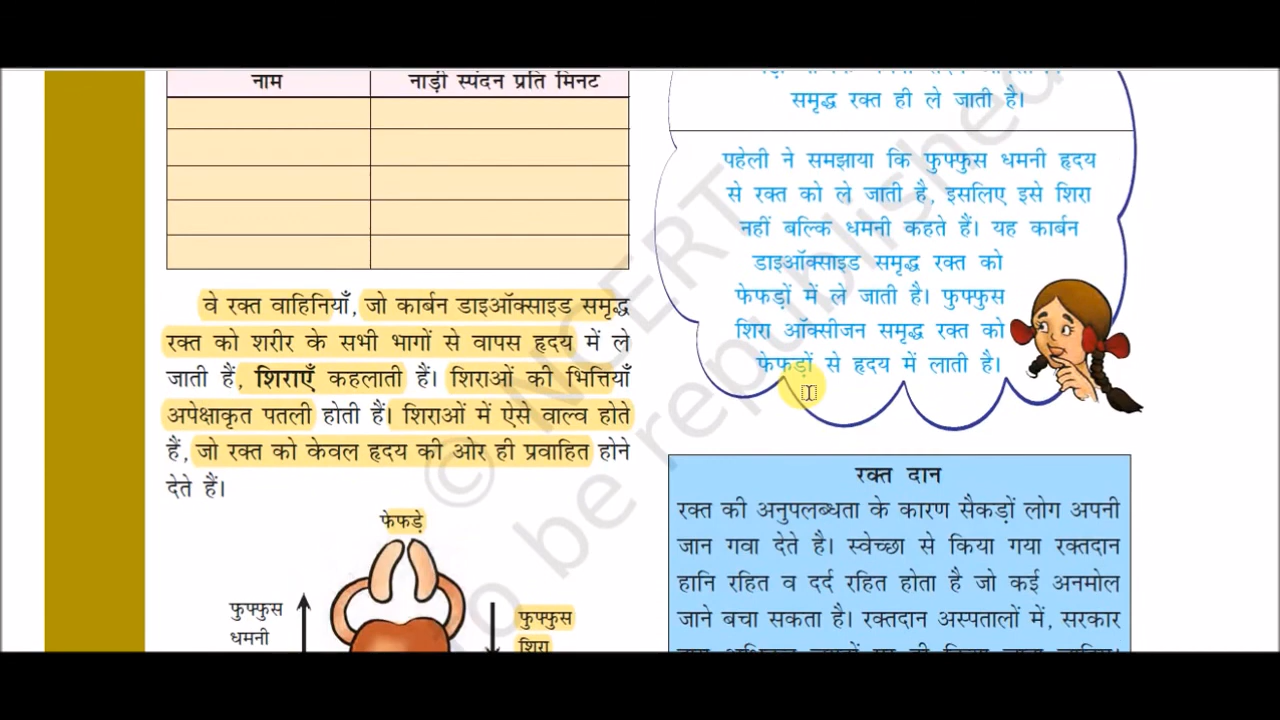 नाम
नाड़ी स्पंदन प्रति मिनट
वे रक्त वाहिनियाँ, जो कार्बन डाइऑक्साइड समृद्ध
रक्त को शरीर के सभी भागों से वापस हृदय में ले
जाती हैं, शिराएँ कहलाती हैं। शिराओं की भित्तियाँ
अपेक्षाकृत पतली होती हैं। शिराओं में ऐसे वाल्व होते
हैं, जो रक्त को केवल हृदय की ओर ही प्रवाहित होने
देते हैं।
फेफड़े
फुफ्फुस
धमनी
फुफ्फुस
शिरा
समृद्ध रक्त ही ले जाती है।
पहेली ने समझाया कि फुफ्फुस धमनी हृदय
से रक्त को ले जाती है, इसलिए इसे शिरा
नहीं बल्कि धमनी कहते हैं। यह कार्बन
डाइऑक्साइड समृद्ध रक्त को
फेफड़ों में ले जाती है। फुफ्फुस
शिरा ऑक्सीजन समृद्ध रक्त को
फेफड़ों से हृदय में लाती है।
रक्त दान
रक्त की अनुपलब्धता के कारण सैकड़ों लोग अपनी
जान गवा देते है। स्वेच्छा से किया गया रक्तदान
हानि रहित व दर्द रहित होता है जो कई अनमोल
जाने बचा सकता है। रक्तदान अस्पतालों में, सरकार
© NCERT
o be republished